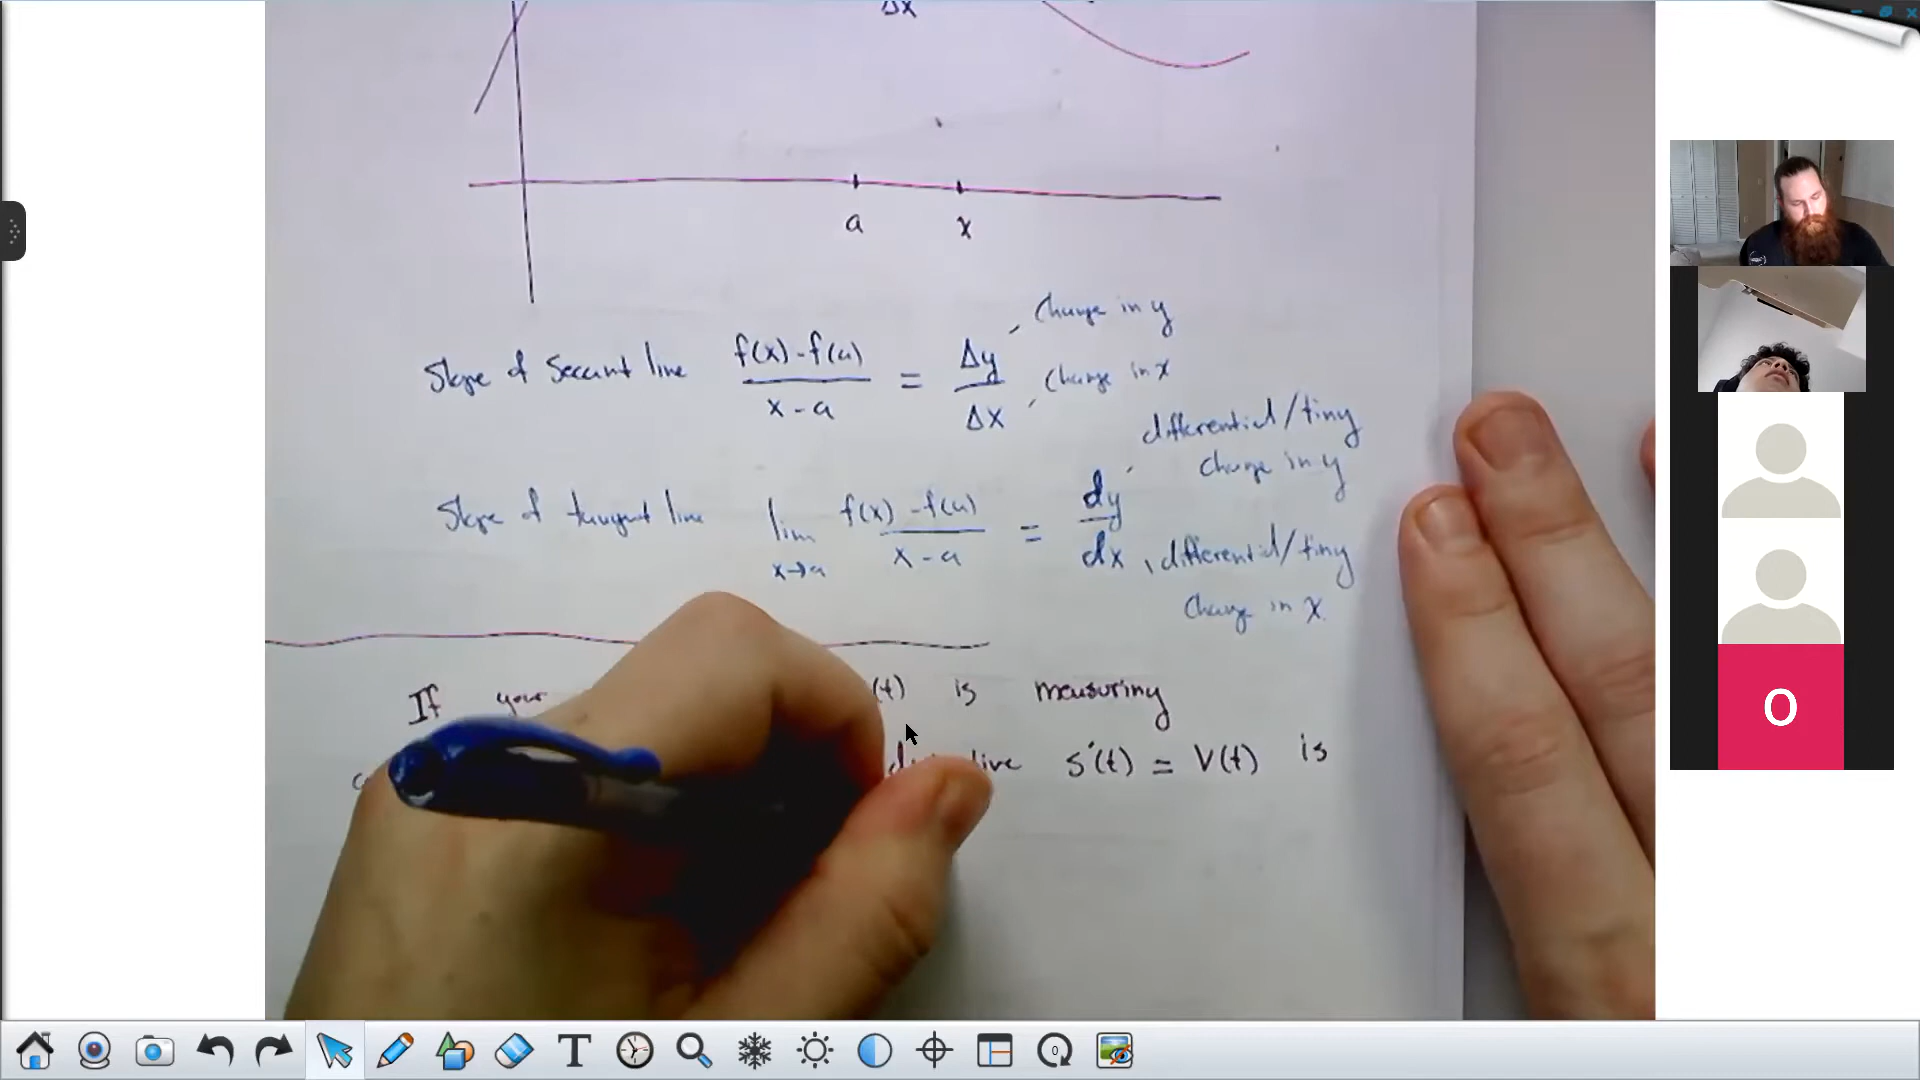 Δx
a x
change in y
Slope of Secant line f(x) - f(a) / x - a = Δy / Δx
change in x
differential/tiny
change in y
Slope of tangent line lim x→a f(x) - f(a) / x - a = dy / dx
differential/tiny
change in x
If your (t) is measuring
s'(t) = V(t) is
O
T
0